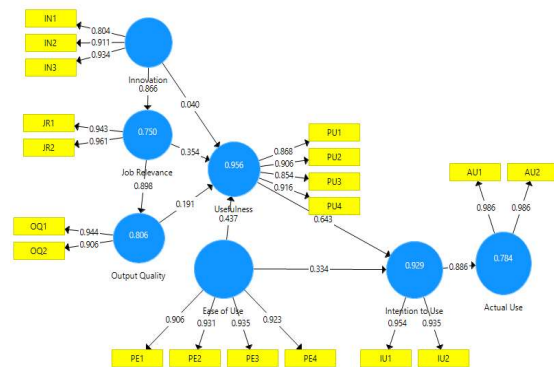 IN1
0.804
IN2
0.911
IN3
0.934
Innovation
0.866
0.040
JR1
0.943
JR2
0.961
0.750
Job Relevance
0.354
0.898
0.956
Usefulness
0.868
PU1
0.906
PU2
0.854
PU3
0.916
PU4
0.643
AU1
AU2
0.986
0.986
OQ1
0.944
OQ2
0.906
0.806
Output Quality
0.191
0.437
Ease of Use
0.334
0.929
Intention to Use
0.886
0.784
Actual Use
0.906
0.931
0.935
0.923
0.954
0.935
PE1
PE2
PE3
PE4
IU1
IU2